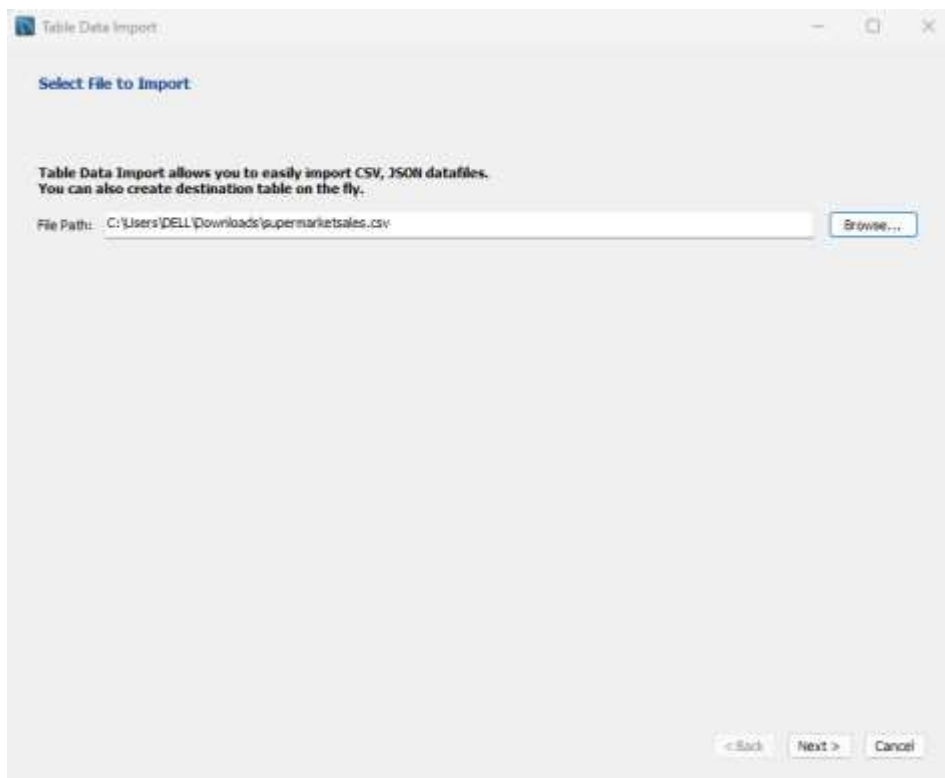 Table Data Import
Select File to Import
Table Data Import allows you to easily import CSV, JSON datafiles.
You can also create destination table on the fly.
File Path: C:\Users\DELL\Downloads\supermarketsales.csv Browse...
< Back Next > Cancel